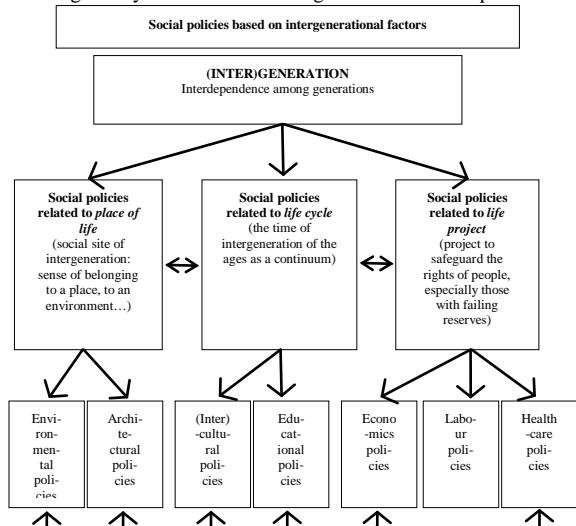 Social policies based on intergenerational factors
(INTER)GENERATION
Interdependence among generations
Social policies
related to place of
life
(social site of
intergeneration:
sense of belonging
to a place, to an
environment…)
Social policies
related to life cycle
(the time of
intergeneration of
the ages as a continuum)
Social policies
related to life
project
(project to
safeguard the
rights of people,
especially those
with failing
reserves)
Envi-
ron-
men-
tal
poli-
cies
Archi-
te-
ctural
poli-
cies
(Inter)
-cultu-
ral
poli-
cies
Edu-
cat-
ional
poli-
cies
Econo
-mics
poli-
cies
Labo-
ur
poli-
cies
Health
-care
poli-
cies